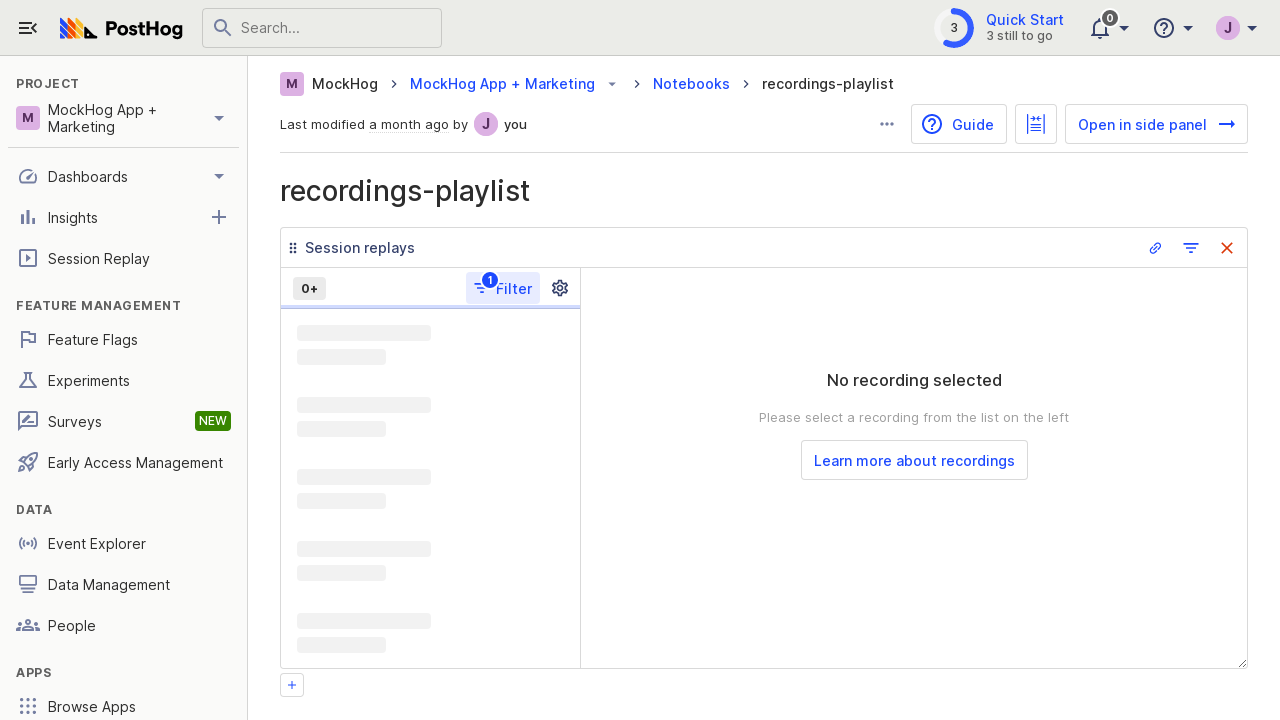 PostHog
Search...
3
Quick Start
3 still to go
0
J
PROJECT
M
MockHog App +
Marketing
Dashboards
Insights
Session Replay
FEATURE MANAGEMENT
Feature Flags
Experiments
Surveys
NEW
Early Access Management
DATA
Event Explorer
Data Management
People
APPS
Browse Apps
M MockHog
MockHog App + Marketing
Notebooks
recordings-playlist
Last modified a month ago by J you
Guide
Open in side panel
recordings-playlist
Session replays
0+
1
Filter
No recording selected
Please select a recording from the list on the left
Learn more about recordings